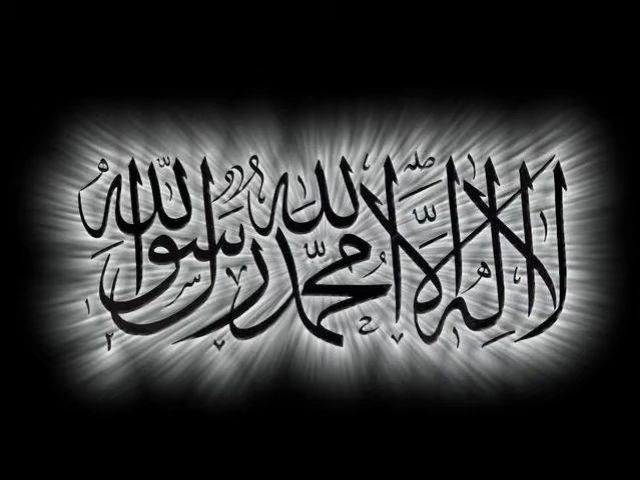 لا إله إلا الله محمد رسول الله